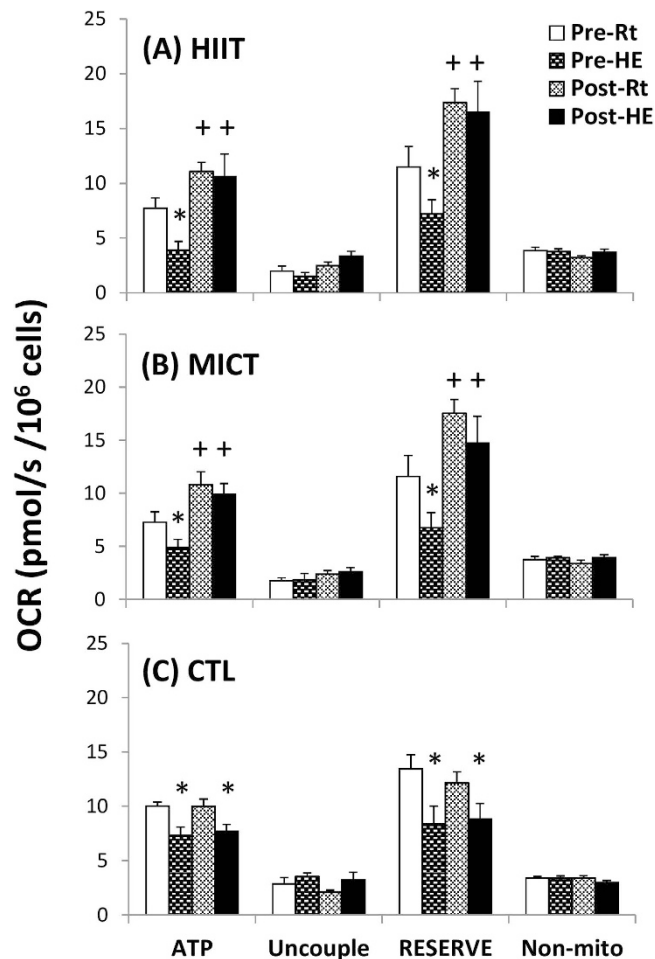 (A) HIIT
Pre-Rt
Pre-HE
Post-Rt
Post-HE
25
20
15
10
5
0
* + + * + +
(B) MICT
25
20
15
10
5
0
* + + * + +
(C) CTL
25
20
15
10
5
0
* * * *
OCR (pmol/s /10⁶ cells)
ATP Uncouple RESERVE Non-mito